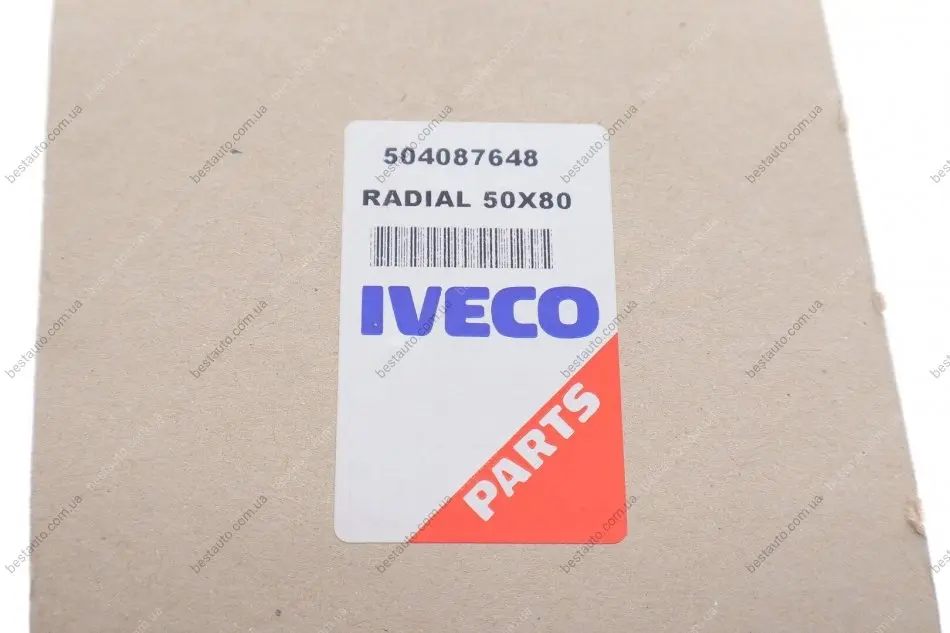 504087648
RADIAL 50X80
IVECO
PARTS
bestauto.com.ua